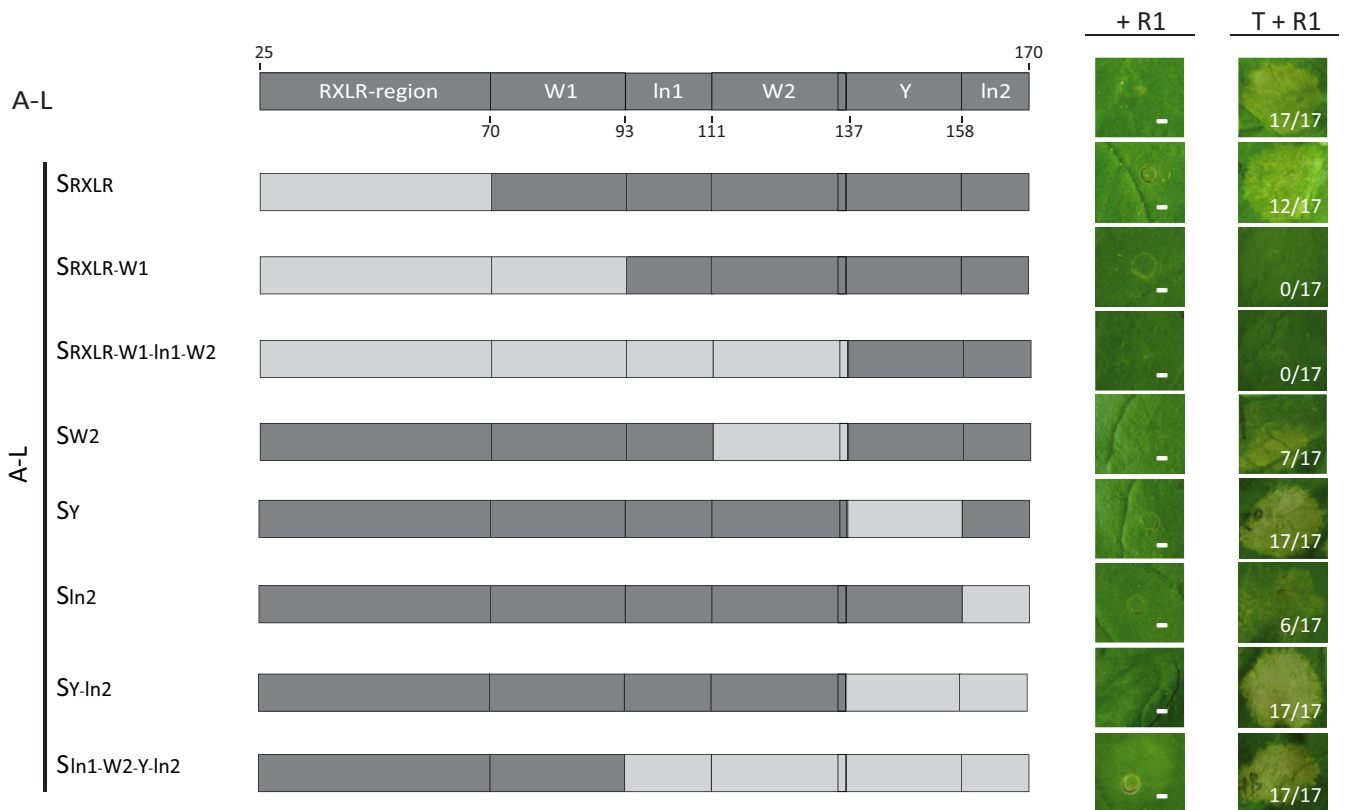 + R1 T + R1
25 170
A-L RXLR-region W1 In1 W2 Y In2 17/17
70 93 111 137 158
SRXLR 12/17
SRXLR-W1 0/17
SRXLR-W1-In1-W2 0/17
SW2 7/17
A-L
SY 17/17
SIn2 6/17
SY-In2 17/17
SIn1-W2-Y-In2 17/17